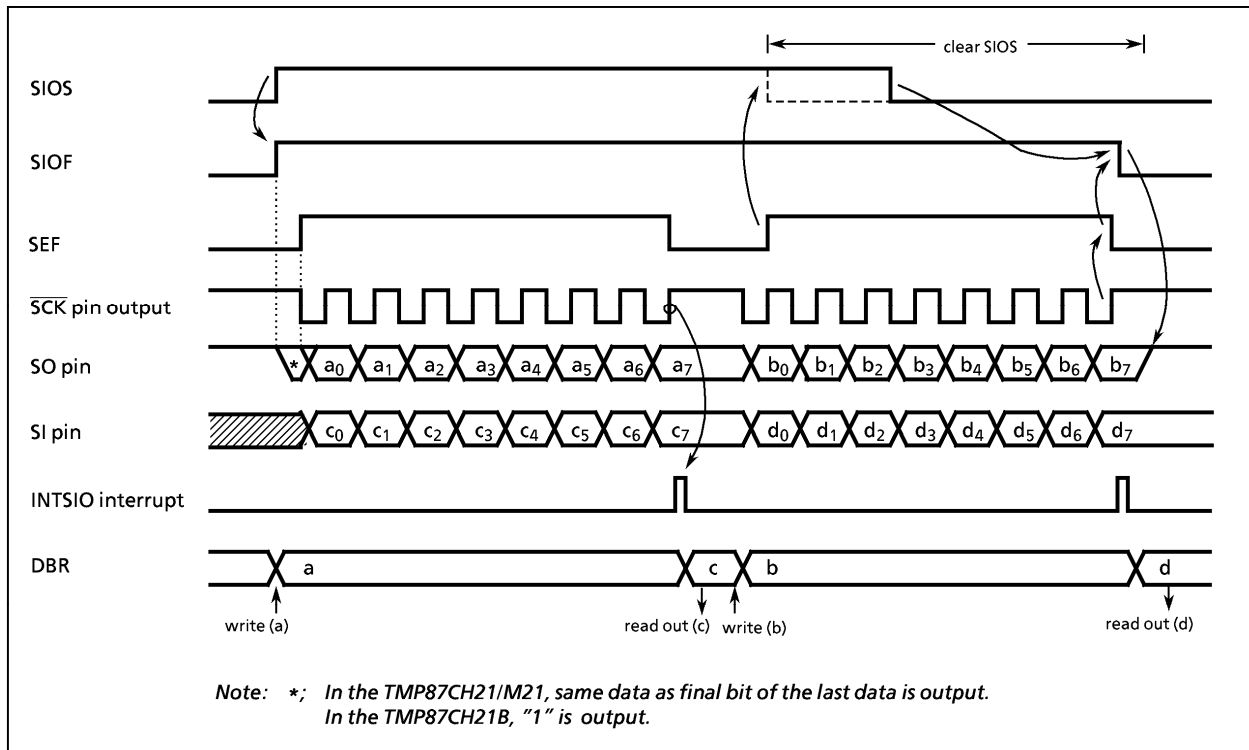 clear SIOS
SIOS
SIOF
SEF
SCK pin output
SO pin
* a0 a1 a2 a3 a4 a5 a6 a7 b0 b1 b2 b3 b4 b5 b6 b7
SI pin
c0 c1 c2 c3 c4 c5 c6 c7 d0 d1 d2 d3 d4 d5 d6 d7
INTSIO interrupt
DBR
a c b d
write (a) read out (c) write (b) read out (d)
Note: *; In the TMP87CH21/M21, same data as final bit of the last data is output.
In the TMP87CH21B, "1" is output.